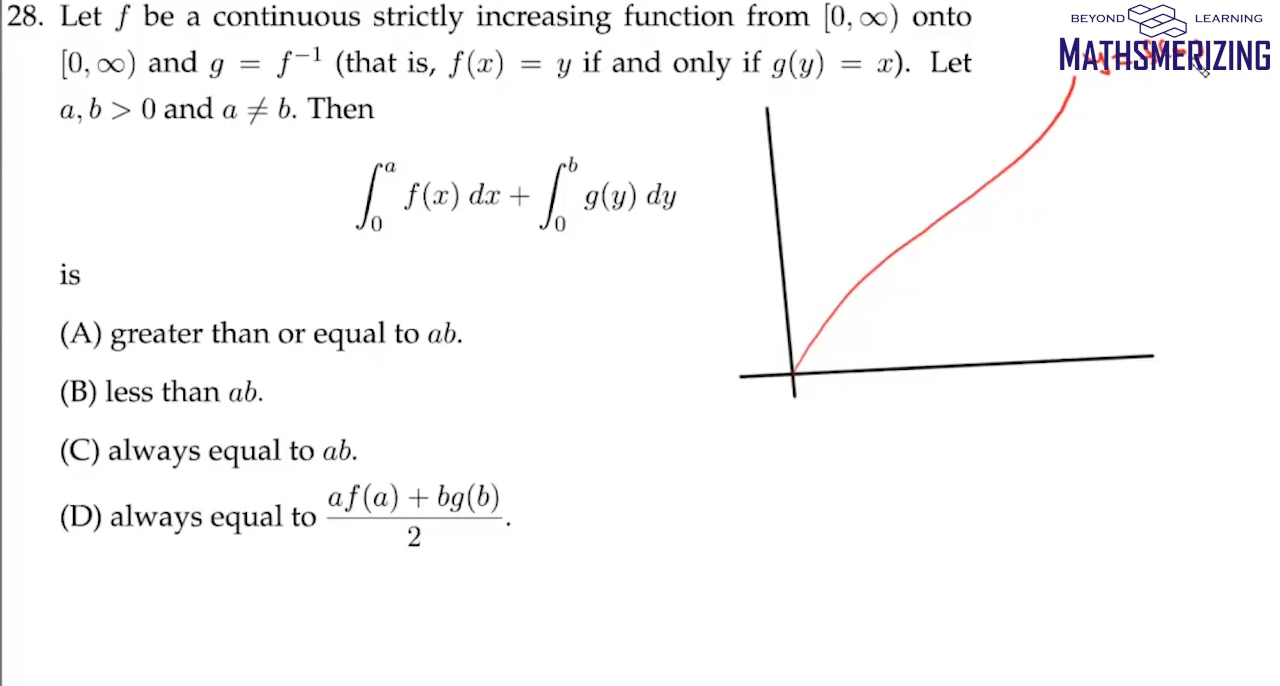 28. Let f be a continuous strictly increasing function from [0, ∞) onto
[0, ∞) and g = f⁻¹ (that is, f(x) = y if and only if g(y) = x). Let
a, b > 0 and a ≠ b. Then
∫₀ᵃ f(x) dx + ∫₀ᵇ g(y) dy
is
(A) greater than or equal to ab.
(B) less than ab.
(C) always equal to ab.
(D) always equal to (af(a) + bg(b))/2.
BEYOND LEARNING
MATHSMERIZING